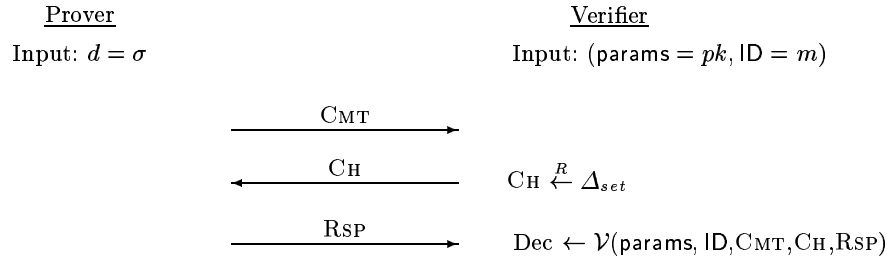 Prover Verifier
Input: d = σ Input: (params = pk, ID = m)
CMT
CH CH ←R Δset
RSP Dec ← 𝒱(params, ID,CMT,CH,RSP)